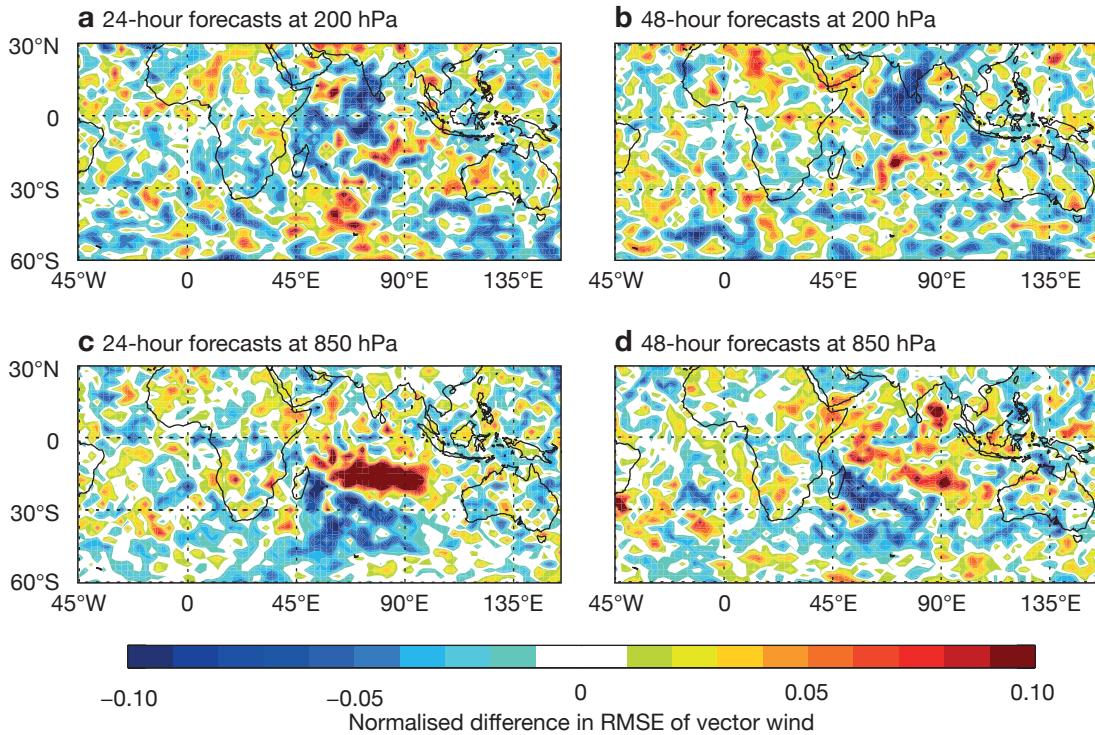 a 24-hour forecasts at 200 hPa
b 48-hour forecasts at 200 hPa
30°N
0
30°S
60°S
45°W 0 45°E 90°E 135°E
45°W 0 45°E 90°E 135°E
c 24-hour forecasts at 850 hPa
d 48-hour forecasts at 850 hPa
30°N
0
30°S
60°S
45°W 0 45°E 90°E 135°E
45°W 0 45°E 90°E 135°E
−0.10 −0.05 0 0.05 0.10
Normalised difference in RMSE of vector wind